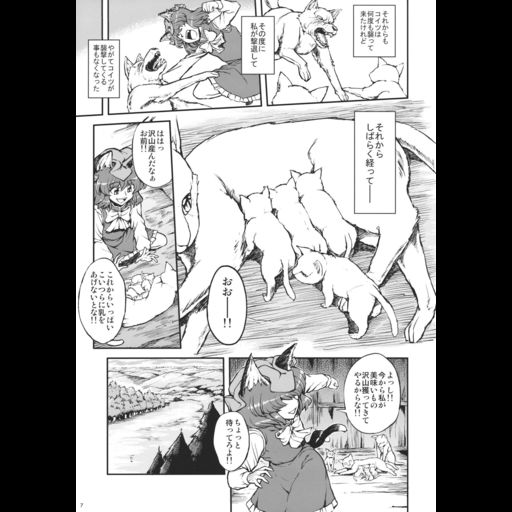 それからも
コイツは
何度も襲って
来たけれど
その度に
私が撃退して
やがてコイツが
襲撃してくる
事もなくなった
それから
しばらく経って――
おお――!!
ははっ
沢山産んだなぁ
お前!!
これからいっぱい
こいつらに乳を
あげないとな!!
よっし!!
今から私が
美味いもの
沢山獲ってきて
やるからな!!
ちょっと
待ってろよ!!
7